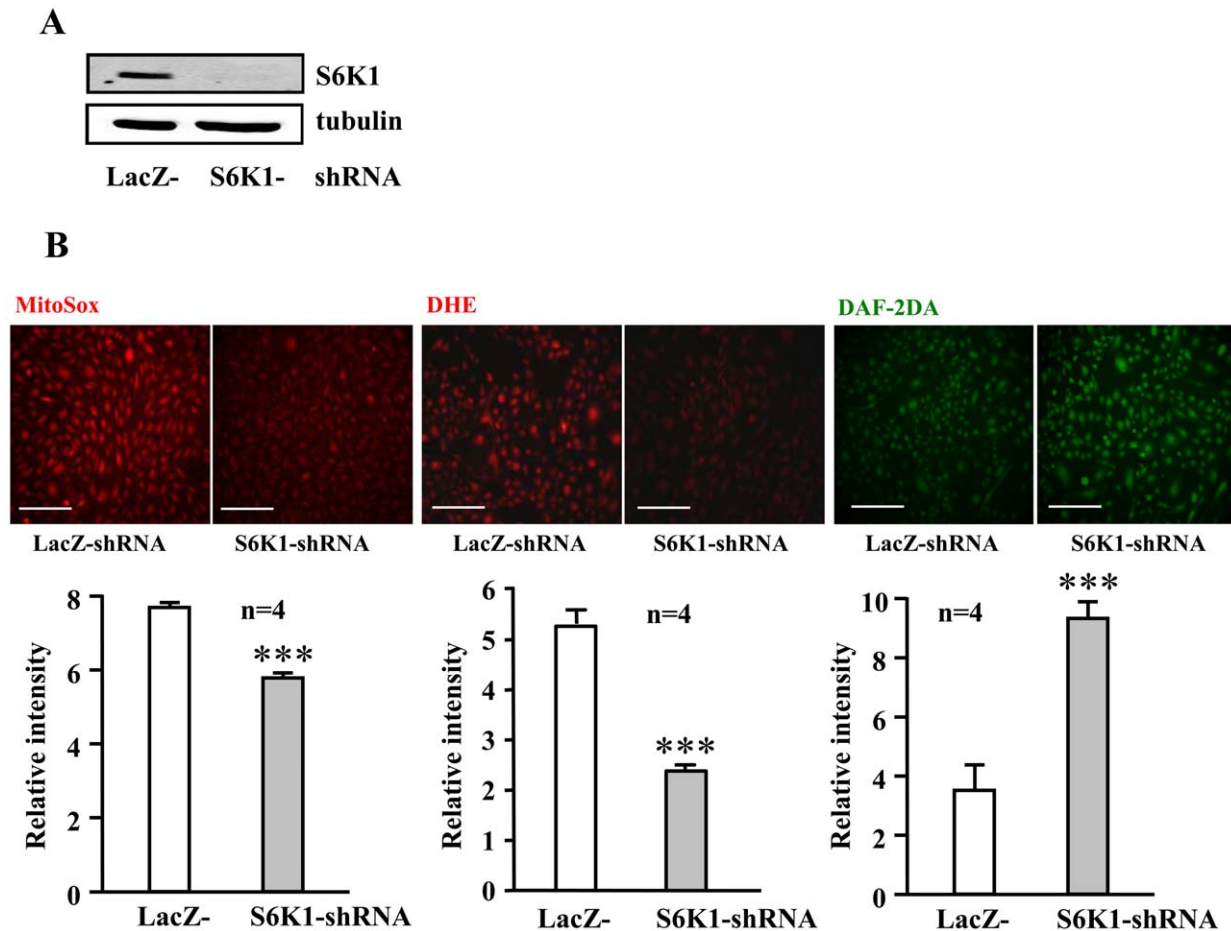 A
S6K1
tubulin
LacZ- S6K1- shRNA
B
MitoSox DHE DAF-2DA
LacZ-shRNA S6K1-shRNA LacZ-shRNA S6K1-shRNA LacZ-shRNA S6K1-shRNA
Relative intensity
8
6
4
2
0
n=4
***
LacZ- S6K1-shRNA
Relative intensity
6
5
4
3
2
1
0
n=4
***
LacZ- S6K1-shRNA
Relative intensity
10
8
6
4
2
0
n=4
***
LacZ- S6K1-shRNA